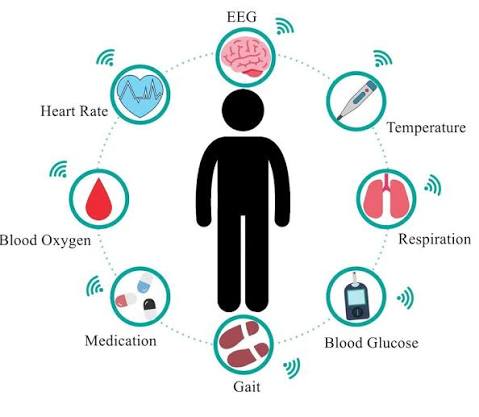 EEG
Heart Rate
Temperature
Blood Oxygen
Respiration
Medication
Blood Glucose
Gait